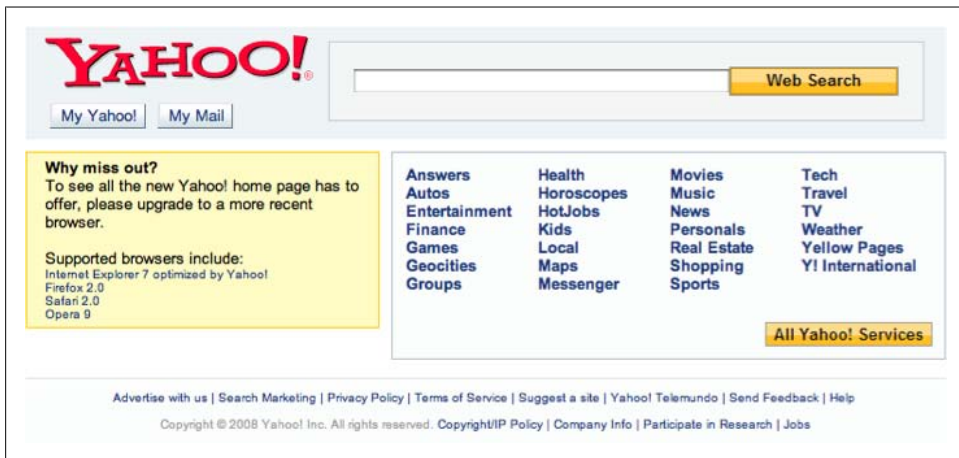 YAHOO!®
Web Search
My Yahoo! My Mail
Why miss out?
To see all the new Yahoo! home page has to
offer, please upgrade to a more recent
browser.
Supported browsers include:
Internet Explorer 7 optimized by Yahoo!
Firefox 2.0
Safari 2.0
Opera 9
Answers
Autos
Entertainment
Finance
Games
Geocities
Groups
Health
Horoscopes
HotJobs
Kids
Local
Maps
Messenger
Movies
Music
News
Personals
Real Estate
Shopping
Sports
Tech
Travel
TV
Weather
Yellow Pages
Y! International
All Yahoo! Services
Advertise with us | Search Marketing | Privacy Policy | Terms of Service | Suggest a site | Yahoo! Telemundo | Send Feedback | Help
Copyright © 2008 Yahoo! Inc. All rights reserved. Copyright/IP Policy | Company Info | Participate in Research | Jobs